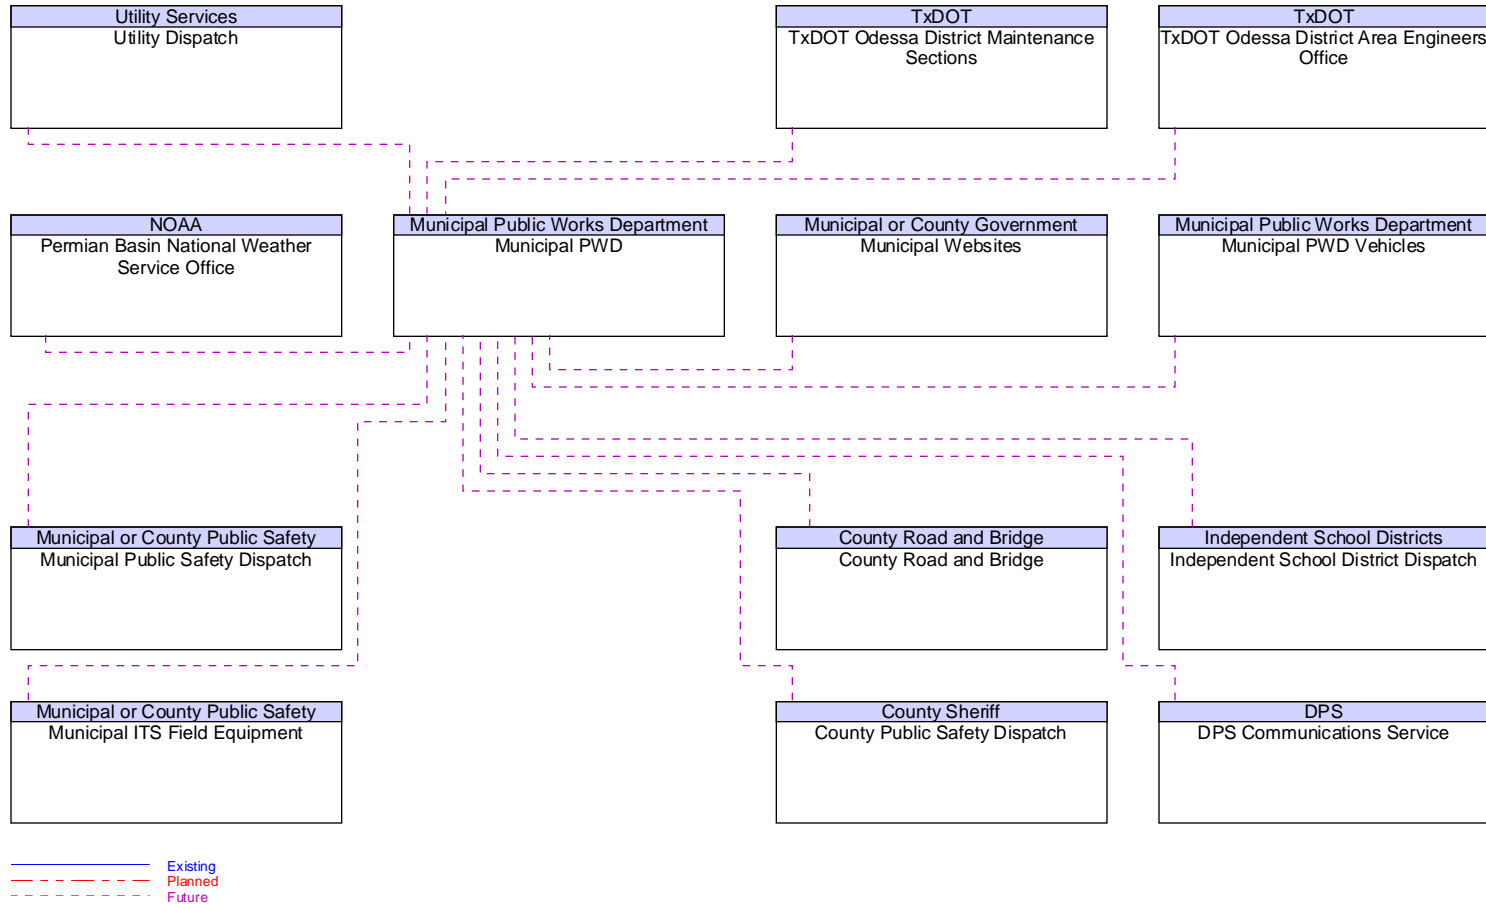 Utility Services
Utility Dispatch
TxDOT
TxDOT Odessa District Maintenance
Sections
TxDOT
TxDOT Odessa District Area Engineers
Office
NOAA
Permian Basin National Weather
Service Office
Municipal Public Works Department
Municipal PWD
Municipal or County Government
Municipal Websites
Municipal Public Works Department
Municipal PWD Vehicles
Municipal or County Public Safety
Municipal Public Safety Dispatch
County Road and Bridge
County Road and Bridge
Independent School Districts
Independent School District Dispatch
Municipal or County Public Safety
Municipal ITS Field Equipment
County Sheriff
County Public Safety Dispatch
DPS
DPS Communications Service
Existing
Planned
Future